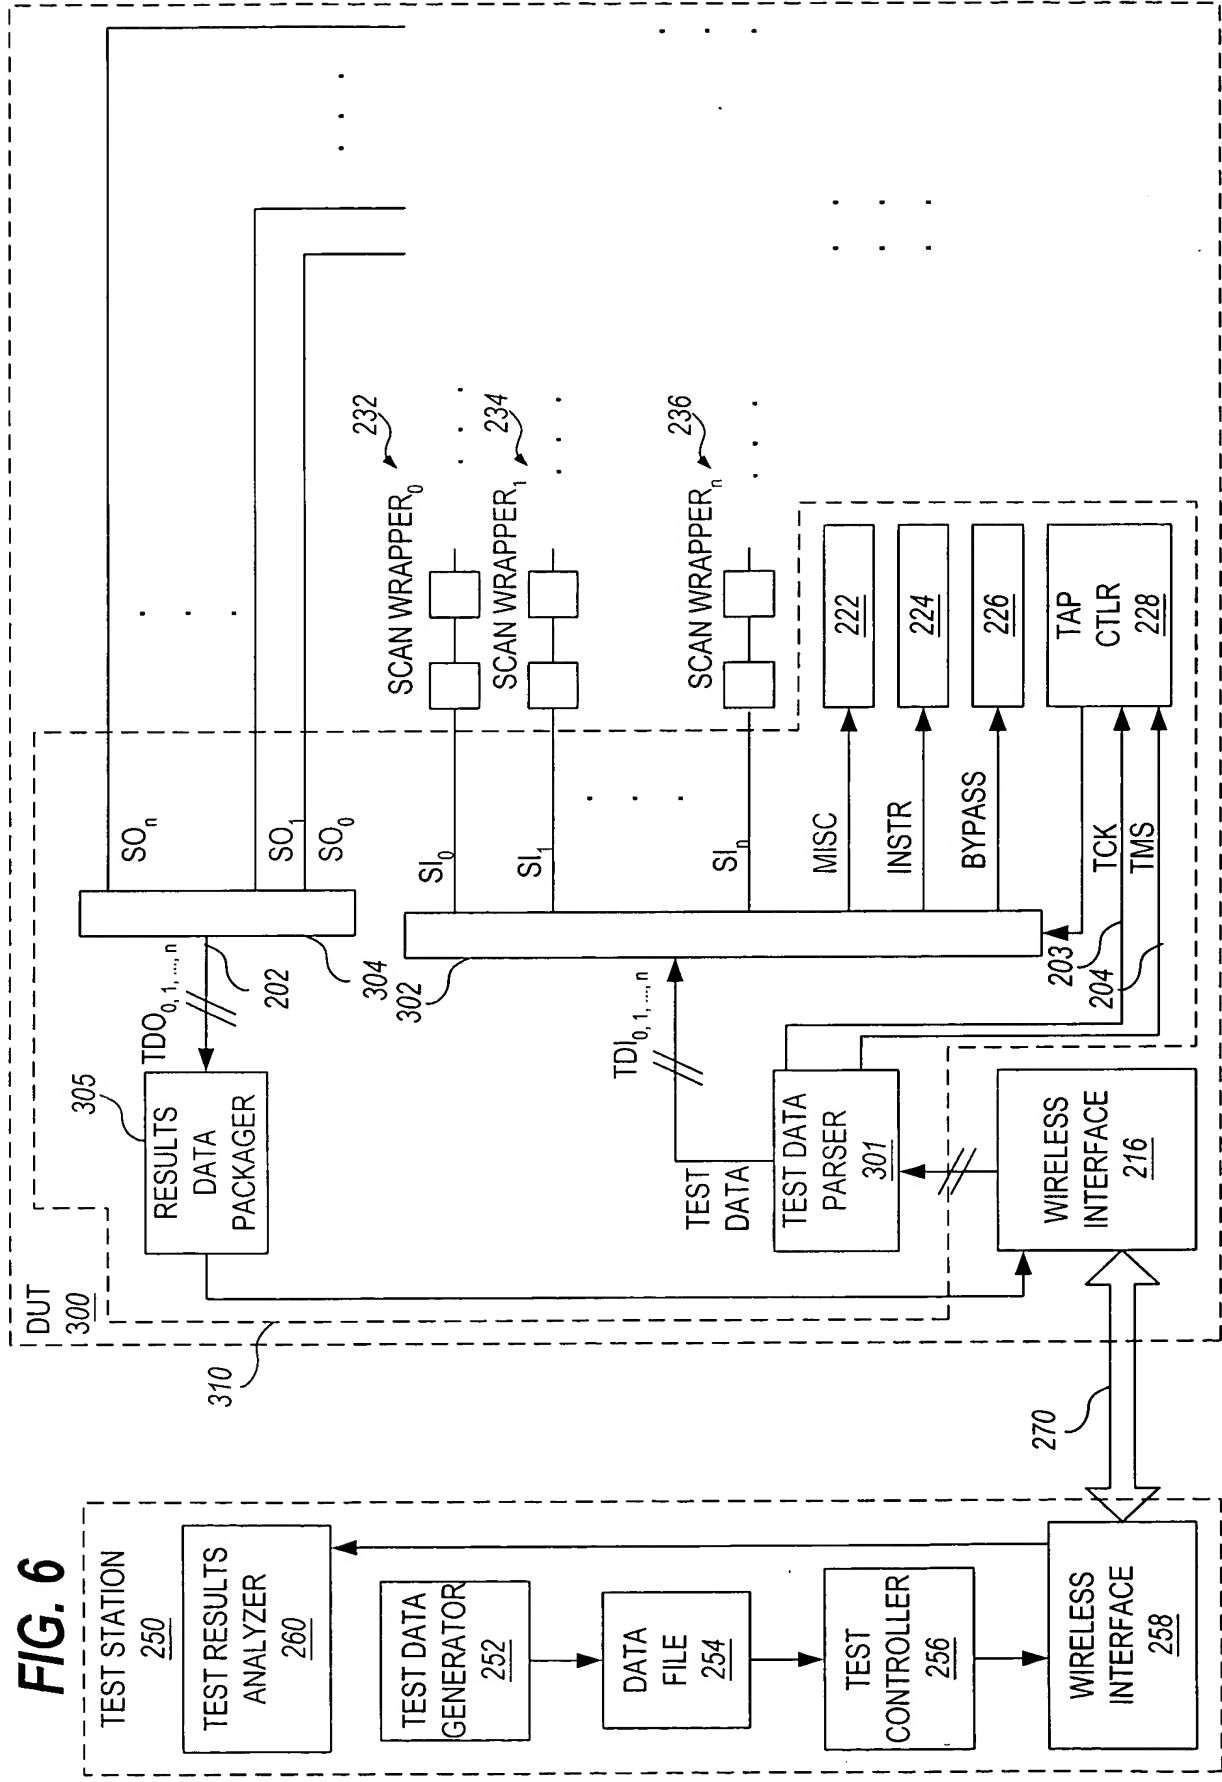 FIG. 6
TEST STATION
250
TEST RESULTS
ANALYZER
260
TEST DATA
GENERATOR
252
DATA
FILE
254
TEST
CONTROLLER
256
WIRELESS
INTERFACE
258
270
310
DUT
300
305
RESULTS
DATA
PACKAGER
TDO0, 1, ..., n
202
304
302
SOn
SO1
SO0
TEST
DATA
TDI0, 1, ..., n
TEST DATA
PARSER
301
WIRELESS
INTERFACE
216
SI0
SI1
SIn
SCAN WRAPPER0
232
SCAN WRAPPER1
234
SCAN WRAPPERn
236
MISC
222
INSTR
224
BYPASS
226
TAP
CTLR
228
203
TCK
204
TMS